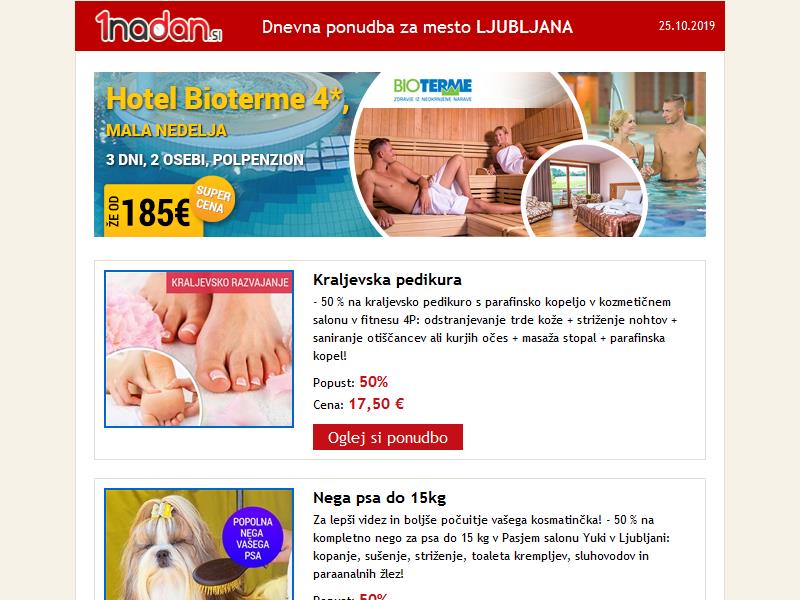 1nadan.si
Dnevna ponudba za mesto LJUBLJANA
25.10.2019
Hotel Bioterme 4*,
MALA NEDELJA
3 DNI, 2 OSEBI, POLPENZION
ŽE OD 185€
SUPER
CENA
BIOTERME
ZDRAVJE IZ NEOKRNJENE NARAVE
KRALJEVSKO RAZVAJANJE
Kraljevska pedikura
- 50 % na kraljevsko pedikuro s parafinsko kopeljo v kozmetičnem
salonu v fitnesu 4P: odstranjevanje trde kože + striženje nohtov +
saniranje otiščancev ali kurjih očes + masaža stopal + parafinska
kopel!
Popust: 50%
Cena: 17,50 €
Oglej si ponudbo
POPOLNA
NEGA
VAŠEGA
PSA
Nega psa do 15kg
Za lepši videz in boljše počuitje vašega kosmatinčka! - 50 % na
kompletno nego za psa do 15 kg v Pasjem salonu Yuki v Ljubljani:
kopanje, sušenje, striženje, toaleta krempljev, sluhovodov in
paraanalnih žlez!
Popust: 50%